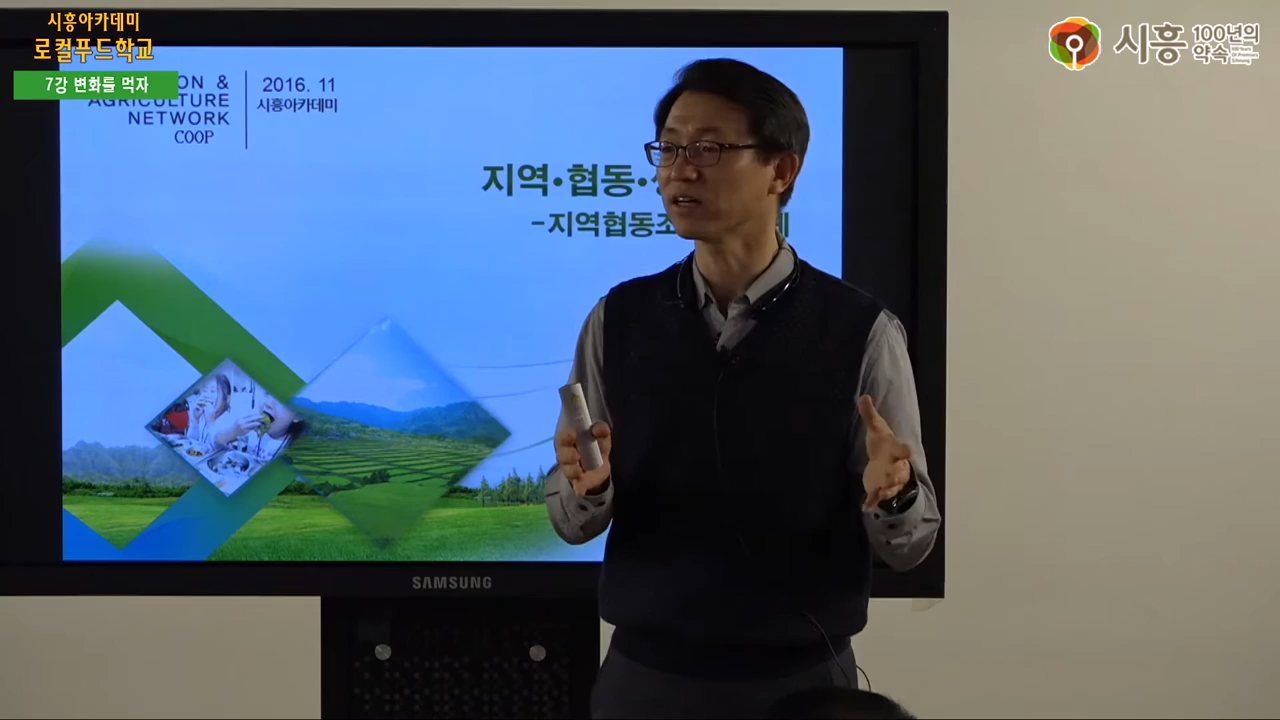 시흥아카데미
로컬푸드학교
7강 변화를 먹자
ON &
AGRICULTURE
NETWORK
COOP
2016. 11
시흥아카데미
지역·협동·
-지역협동조
시흥 100년의
약속
SAMSUNG